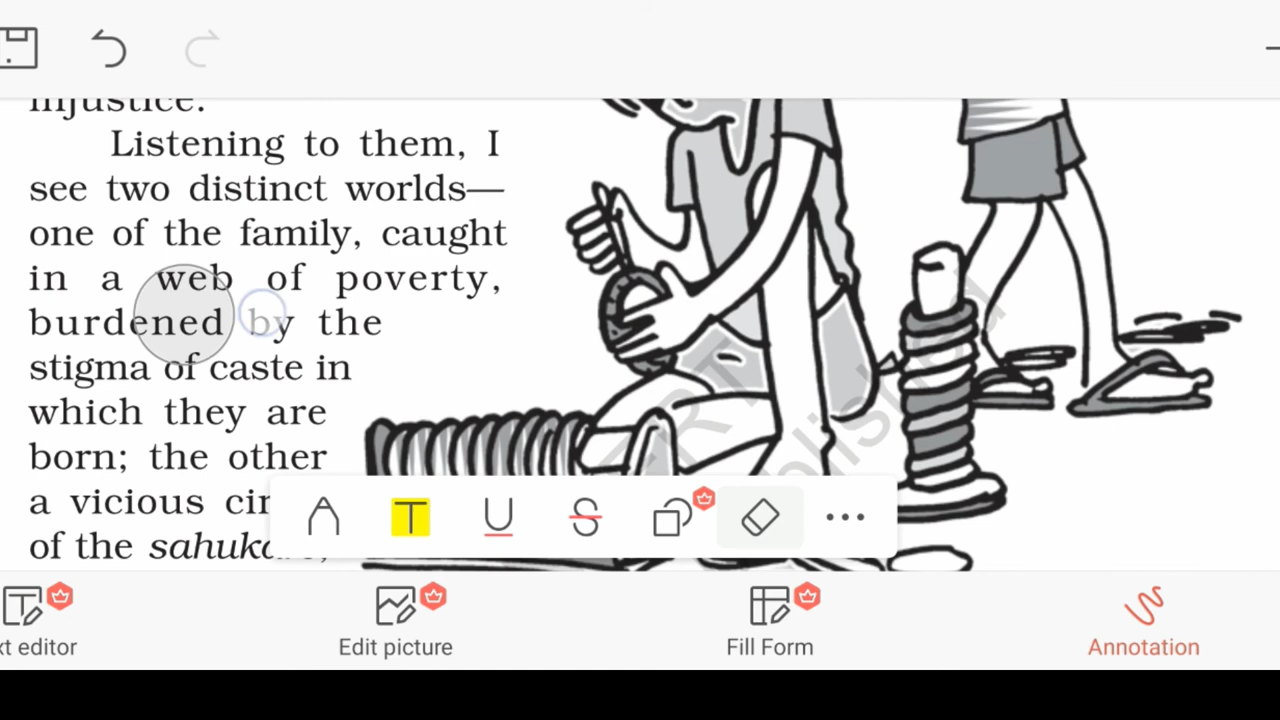 injustice.
Listening to them, I
see two distinct worlds—
one of the family, caught
in a web of poverty,
burdened by the
stigma of caste in
which they are
born; the other
a vicious
of the
T
U
S
Edit picture
Fill Form
Annotation
editor